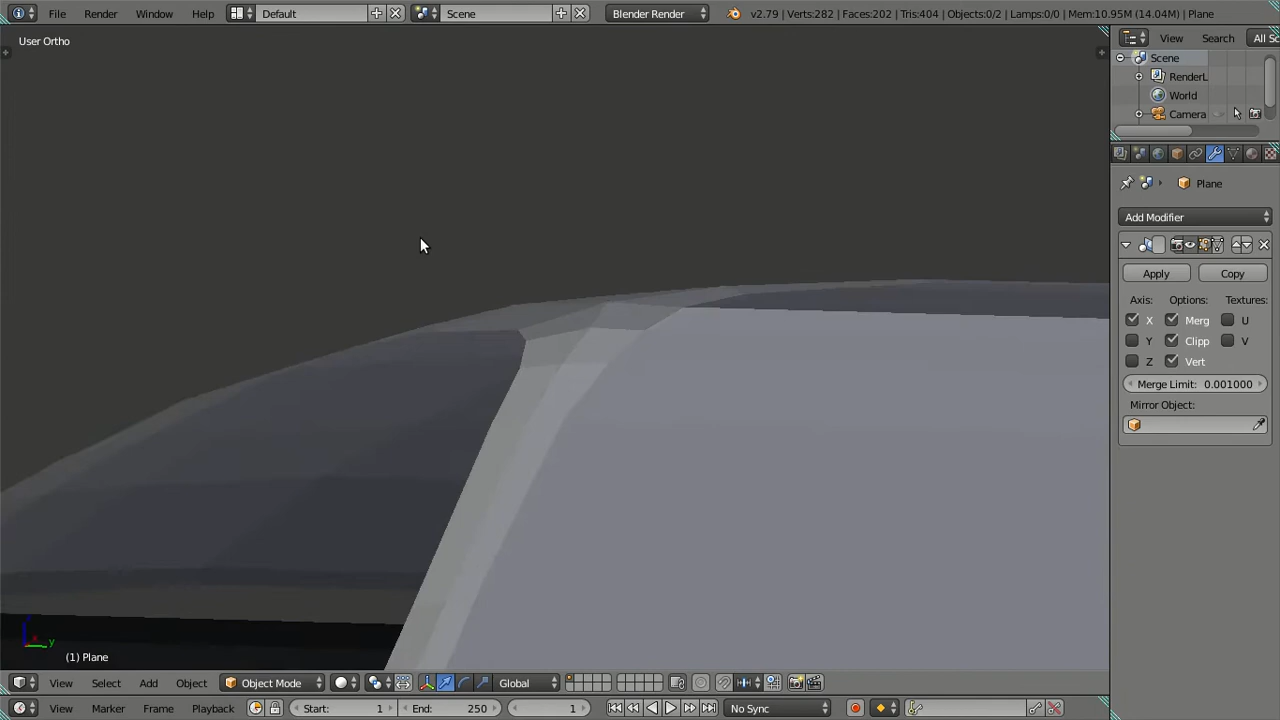 File Render Window Help Default Scene Blender Render v2.79 | Verts:282 | Faces:202 | Tris:404 | Objects:0/2 | Lamps:0/0 | Mem:10.95M (14.04M) | Plane
User Ortho
View Search All Sc
Scene
RenderL
World
Camera
Plane
Add Modifier
Apply Copy
Axis: Options: Textures:
X Merg U
Y Clipp V
Z Vert
Merge Limit: 0.001000
Mirror Object:
z
x y
(1) Plane
View Select Add Object Object Mode Global
View Marker Frame Playback Start: 1 End: 250 1 No Sync